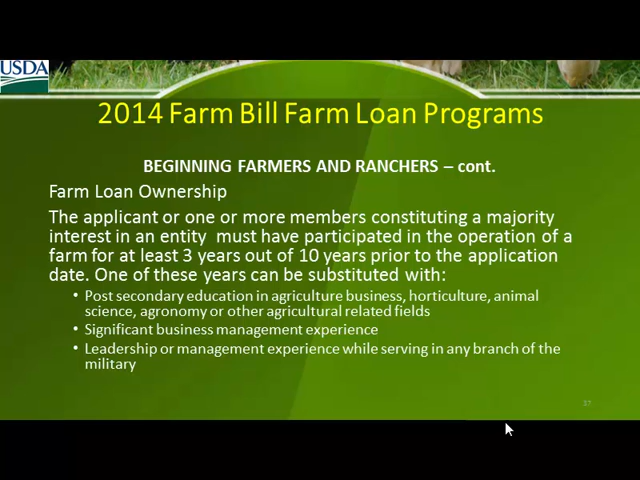 USDA
2014 Farm Bill Farm Loan Programs
BEGINNING FARMERS AND RANCHERS – cont.
Farm Loan Ownership
The applicant or one or more members constituting a majority
interest in an entity  must have participated in the operation of a
farm for at least 3 years out of 10 years prior to the application
date. One of these years can be substituted with:
• Post secondary education in agriculture business, horticulture, animal
science, agronomy or other agricultural related fields
• Significant business management experience
• Leadership or management experience while serving in any branch of the
military
37